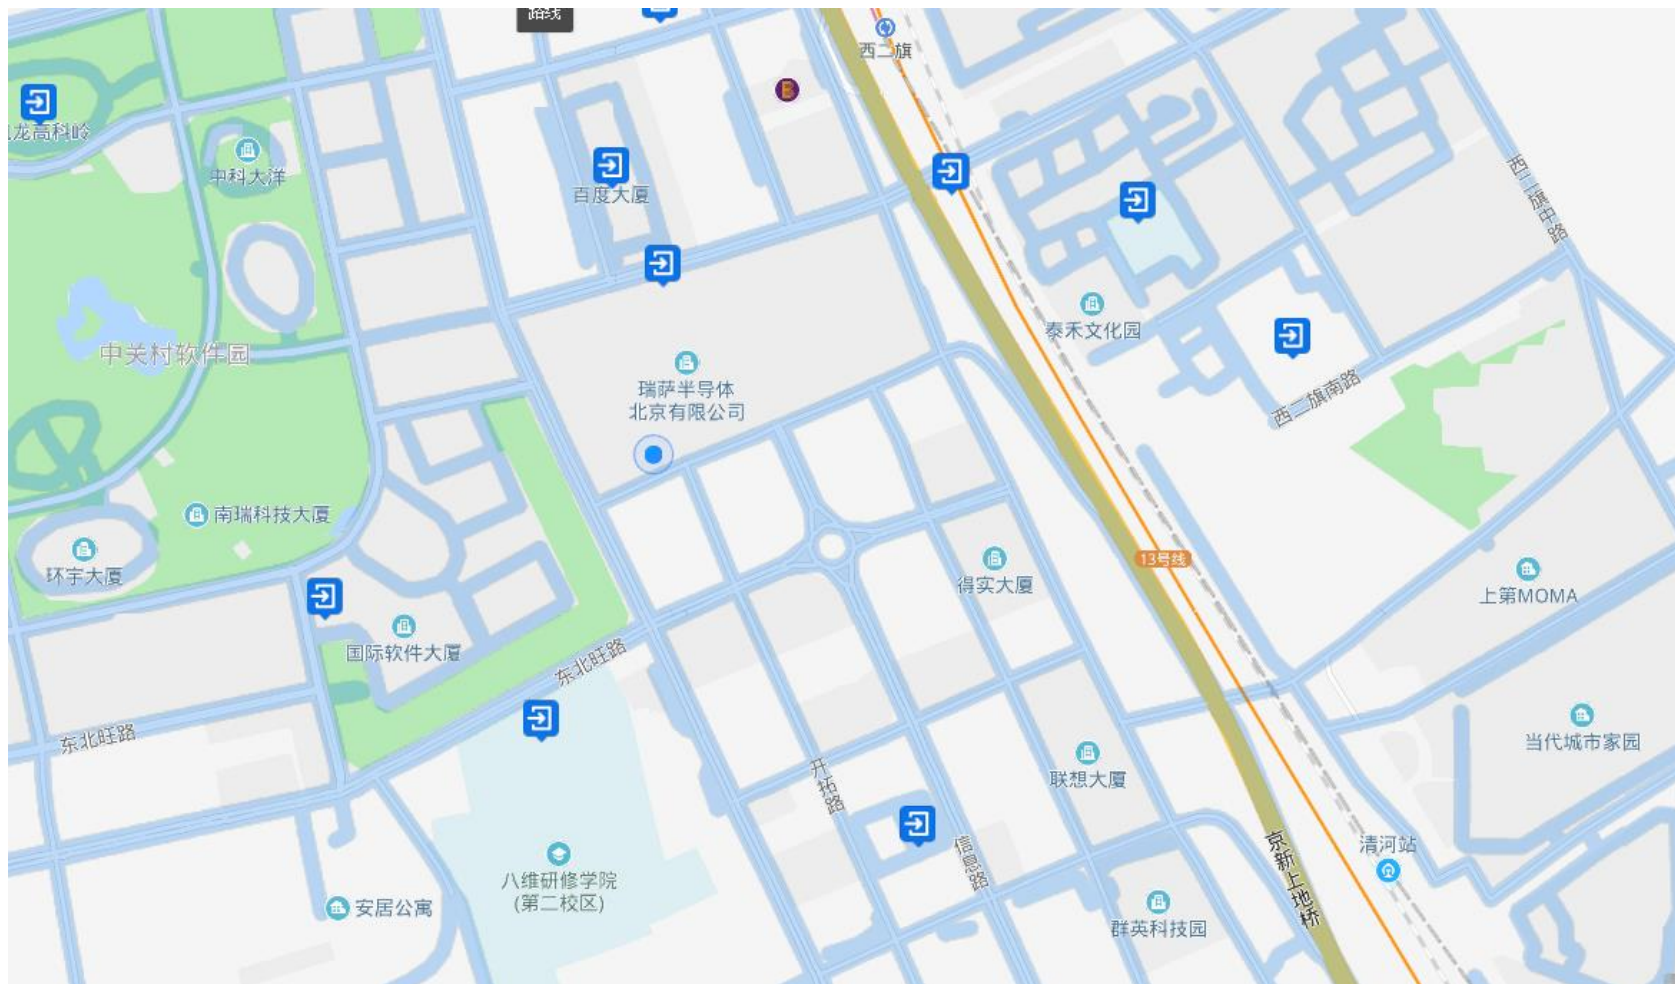 路线
西二旗
龙高科岭
中科大洋
百度大厦
西二旗中路
泰禾文化园
中关村软件园
瑞萨半导体
北京有限公司
西二旗南路
南瑞科技大厦
环宇大厦
13号线
得实大厦
上第MOMA
国际软件大厦
东北旺路
东北旺路
当代城市家园
联想大厦
开拓路
信息路
京新上地桥
清河站
八维研修学院
(第二校区)
安居公寓
群英科技园